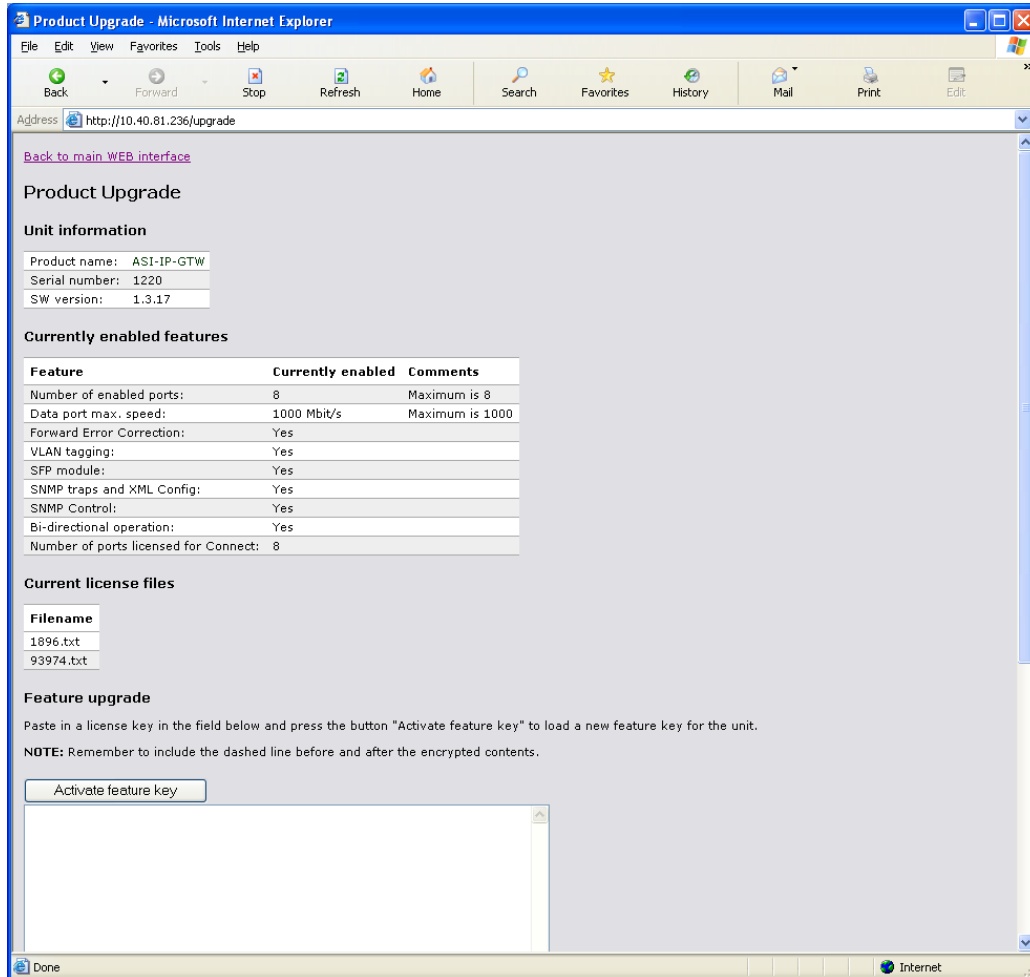 Product Upgrade - Microsoft Internet Explorer
File Edit View Favorites Tools Help
Back Forward Stop Refresh Home Search Favorites History Mail Print Edit
Address http://10.40.81.236/upgrade
Back to main WEB interface
Product Upgrade
Unit information
Product name: ASI-IP-GTW
Serial number: 1220
SW version: 1.3.17
Currently enabled features
Feature Currently enabled Comments
Number of enabled ports: 8 Maximum is 8
Data port max. speed: 1000 Mbit/s Maximum is 1000
Forward Error Correction: Yes
VLAN tagging: Yes
SFP module: Yes
SNMP traps and XML Config: Yes
SNMP Control: Yes
Bi-directional operation: Yes
Number of ports licensed for Connect: 8
Current license files
Filename
1896.txt
93974.txt
Feature upgrade
Paste in a license key in the field below and press the button "Activate feature key" to load a new feature key for the unit.
NOTE: Remember to include the dashed line before and after the encrypted contents.
Activate feature key
Done Internet